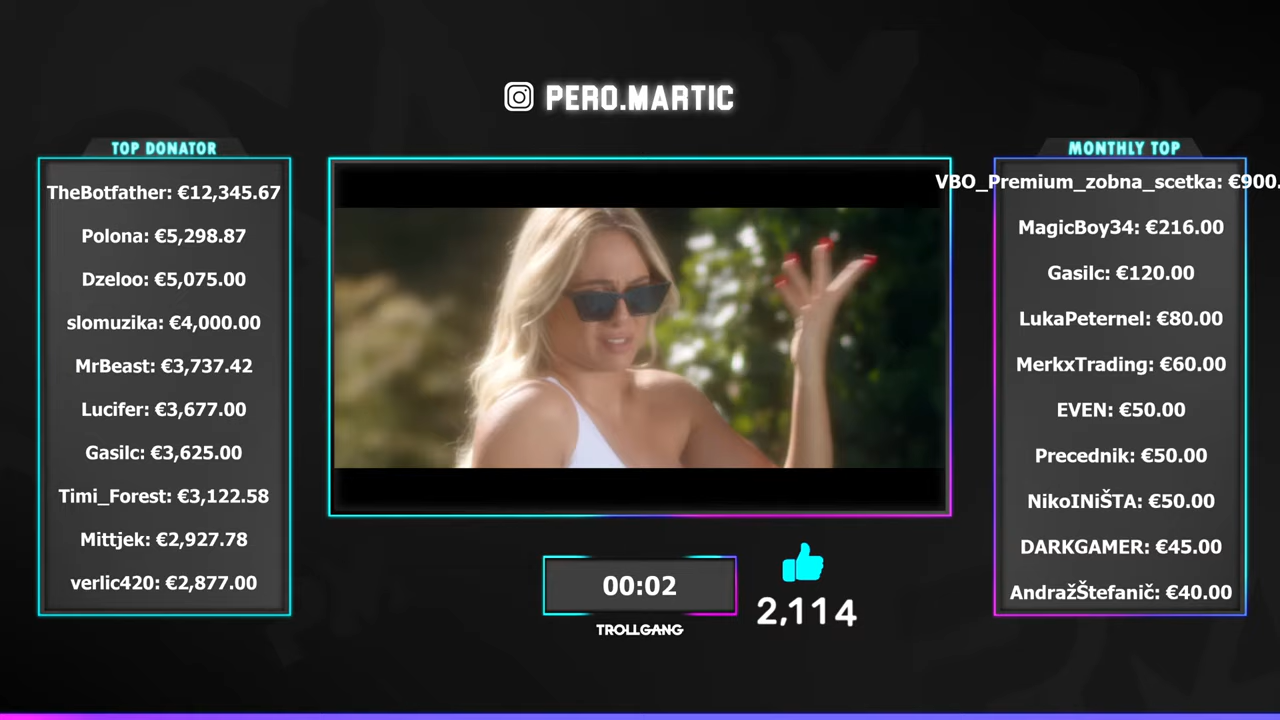 PERO.MARTIC
TOP DONATOR
TheBotfather: €12,345.67
Polona: €5,298.87
Dzeloo: €5,075.00
slomuzika: €4,000.00
MrBeast: €3,737.42
Lucifer: €3,677.00
Gasilc: €3,625.00
Timi_Forest: €3,122.58
Mittjek: €2,927.78
verlic420: €2,877.00
00:02
TROLLGANG
2,114
MONTHLY TOP
VBO_Premium_zobna_scetka: €900.
MagicBoy34: €216.00
Gasilc: €120.00
LukaPeternel: €80.00
MerkxTrading: €60.00
EVEN: €50.00
Precednik: €50.00
NikoINiŠTA: €50.00
DARKGAMER: €45.00
AndražŠtefanič: €40.00